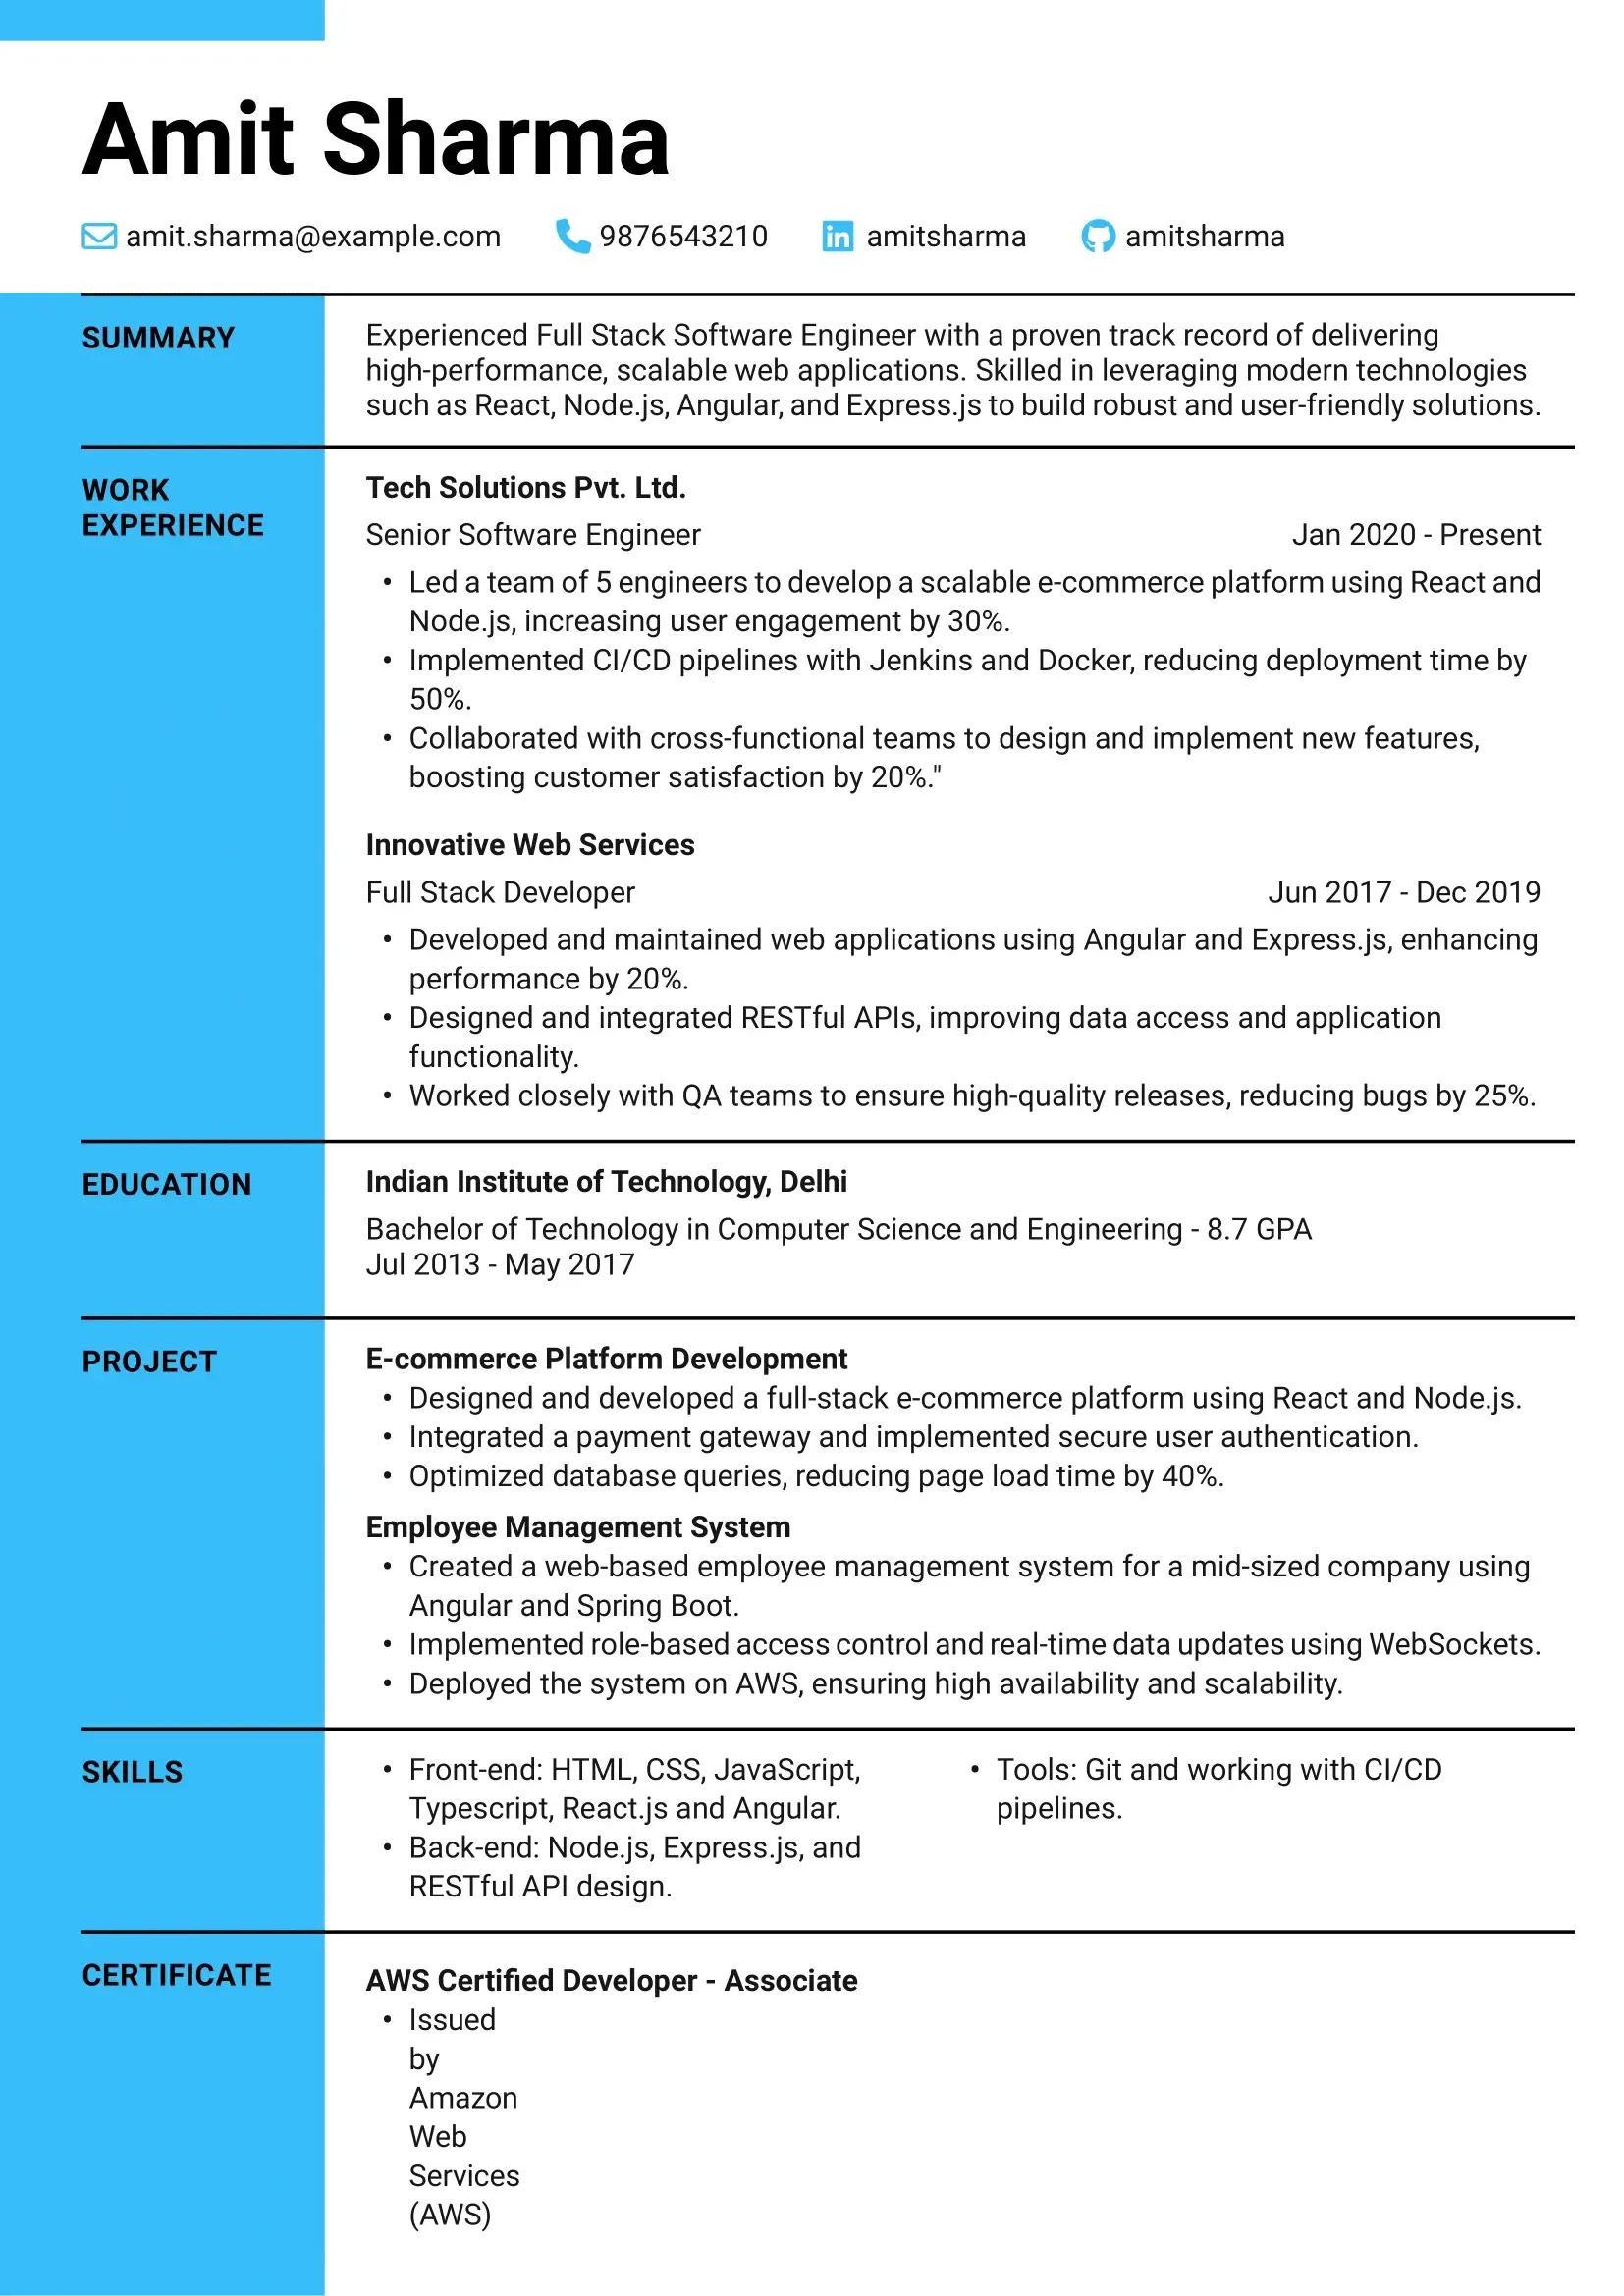 Amit Sharma
amit.sharma@example.com 9876543210 amitsharma amitsharma
SUMMARY
Experienced Full Stack Software Engineer with a proven track record of delivering
high-performance, scalable web applications. Skilled in leveraging modern technologies
such as React, Node.js, Angular, and Express.js to build robust and user-friendly solutions.
WORK
EXPERIENCE
Tech Solutions Pvt. Ltd.
Senior Software Engineer Jan 2020 - Present
• Led a team of 5 engineers to develop a scalable e-commerce platform using React and
Node.js, increasing user engagement by 30%.
• Implemented CI/CD pipelines with Jenkins and Docker, reducing deployment time by
50%.
• Collaborated with cross-functional teams to design and implement new features,
boosting customer satisfaction by 20%."
Innovative Web Services
Full Stack Developer Jun 2017 - Dec 2019
• Developed and maintained web applications using Angular and Express.js, enhancing
performance by 20%.
• Designed and integrated RESTful APIs, improving data access and application
functionality.
• Worked closely with QA teams to ensure high-quality releases, reducing bugs by 25%.
EDUCATION
Indian Institute of Technology, Delhi
Bachelor of Technology in Computer Science and Engineering - 8.7 GPA
Jul 2013 - May 2017
PROJECT
E-commerce Platform Development
• Designed and developed a full-stack e-commerce platform using React and Node.js.
• Integrated a payment gateway and implemented secure user authentication.
• Optimized database queries, reducing page load time by 40%.
Employee Management System
• Created a web-based employee management system for a mid-sized company using
Angular and Spring Boot.
• Implemented role-based access control and real-time data updates using WebSockets.
• Deployed the system on AWS, ensuring high availability and scalability.
SKILLS
• Front-end: HTML, CSS, JavaScript,
Typescript, React.js and Angular.
• Back-end: Node.js, Express.js, and
RESTful API design.
• Tools: Git and working with CI/CD
pipelines.
CERTIFICATE
AWS Certified Developer - Associate
• Issued
by
Amazon
Web
Services
(AWS)